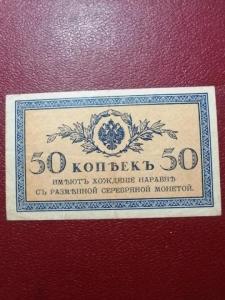 50 КОПѢЕКЪ 50
ИМѢЮТЪ ХОЖДЕНІЕ НАРАВНѢ
СЪ РАЗМѢННОЙ СЕРЕБРЯНОЙ МОНЕТОЙ.